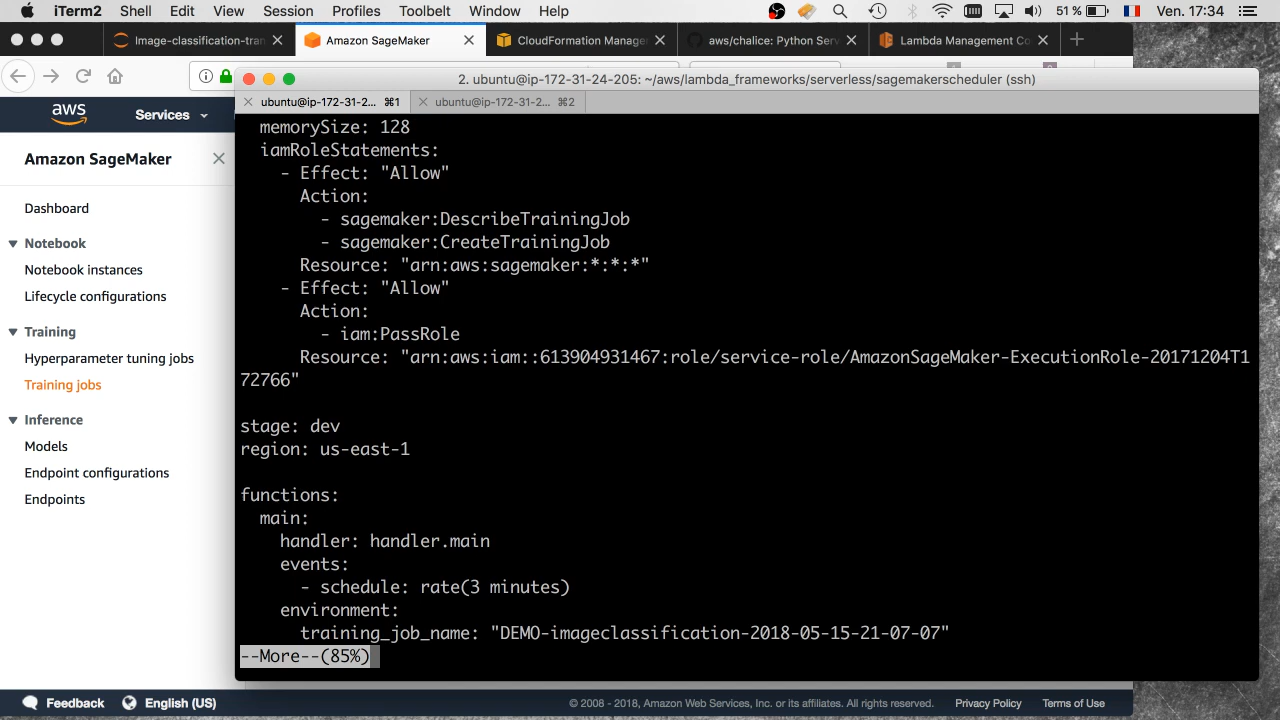 iTerm2 Shell Edit View Session Profiles Toolbelt Window Help 51 % Ven. 17:34
Image-classification-tran
Amazon SageMaker
CloudFormation Manage
aws/chalice: Python Serv
Lambda Management Co
2. ubuntu@ip-172-31-24-205: ~/aws/lambda_frameworks/serverless/sagemakerscheduler (ssh)
ubuntu@ip-172-31-2... ⌘1
ubuntu@ip-172-31-2... ⌘2
aws
Services
Amazon SageMaker
Dashboard
Notebook
Notebook instances
Lifecycle configurations
Training
Hyperparameter tuning jobs
Training jobs
Inference
Models
Endpoint configurations
Endpoints
memorySize: 128
iamRoleStatements:
- Effect: "Allow"
Action:
- sagemaker:DescribeTrainingJob
- sagemaker:CreateTrainingJob
Resource: "arn:aws:sagemaker:*:*:*"
- Effect: "Allow"
Action:
- iam:PassRole
Resource: "arn:aws:iam::613904931467:role/service-role/AmazonSageMaker-ExecutionRole-20171204T1
72766"
stage: dev
region: us-east-1
functions:
main:
handler: handler.main
events:
- schedule: rate(3 minutes)
environment:
training_job_name: "DEMO-imageclassification-2018-05-15-21-07-07"
--More--(85%)
Feedback
English (US)
© 2008 - 2018, Amazon Web Services, Inc. or its affiliates. All rights reserved.
Privacy Policy
Terms of Use